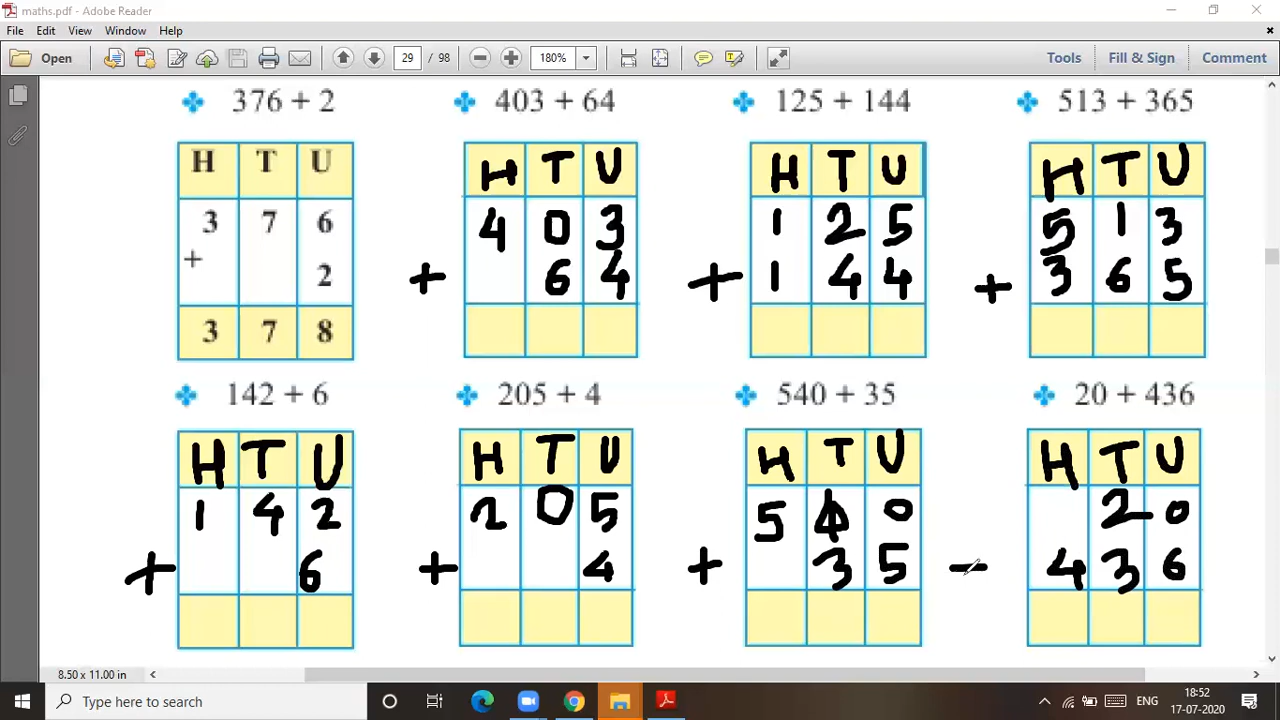 maths.pdf - Adobe Reader
File Edit View Window Help
Open 29 / 98 180% Tools Fill & Sign Comment
376 + 2 403 + 64 125 + 144 513 + 365
H T U H T U H T U H T U
3 7 6 4 0 3 1 2 5 5 1 3
+ 2 + 6 4 + 1 4 4 + 3 6 5
3 7 8
142 + 6 205 + 4 540 + 35 20 + 436
H T U H T U H T U H T U
1 4 2 2 0 5 5 4 0 2 0
+ 6 + 4 + 3 5 - 4 3 6
8.50 x 11.00 in
Type here to search ENG 18:52
17-07-2020